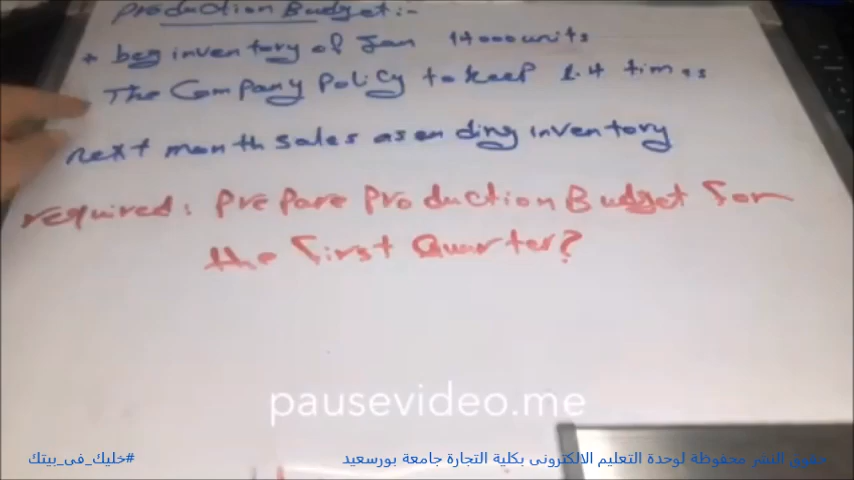 Production Budget:-
* beg inventory of Jan 14000 units
The Company Policy to keep 1.4 times
next month sales as ending inventory
required: Prepare Production Budget for
the first Quarter?
pausevideo.me
#خليك_فى_بيتك
حقوق النشر محفوظة لوحدة التعليم الالكترونى بكلية التجارة جامعة بورسعيد